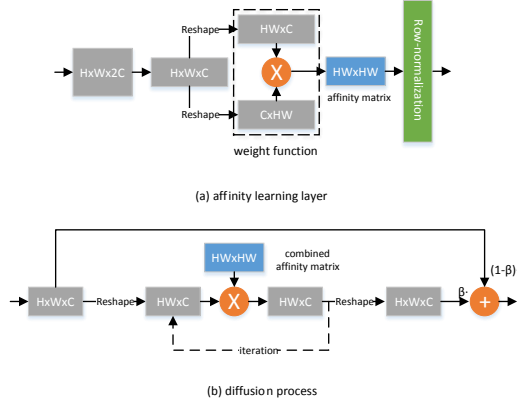 HxWx2C
HxWxC
Reshape
Reshape
HWxC
X
CxHW
weight function
HWxHW
affinity matrix
Row-normalization
(a) affinity learning layer
HxWxC
Reshape
HWxC
HWxHW
combined
affinity matrix
X
HWxC
Reshape
HxWxC
β·
(1-β)
+
iteration
(b) diffusion process